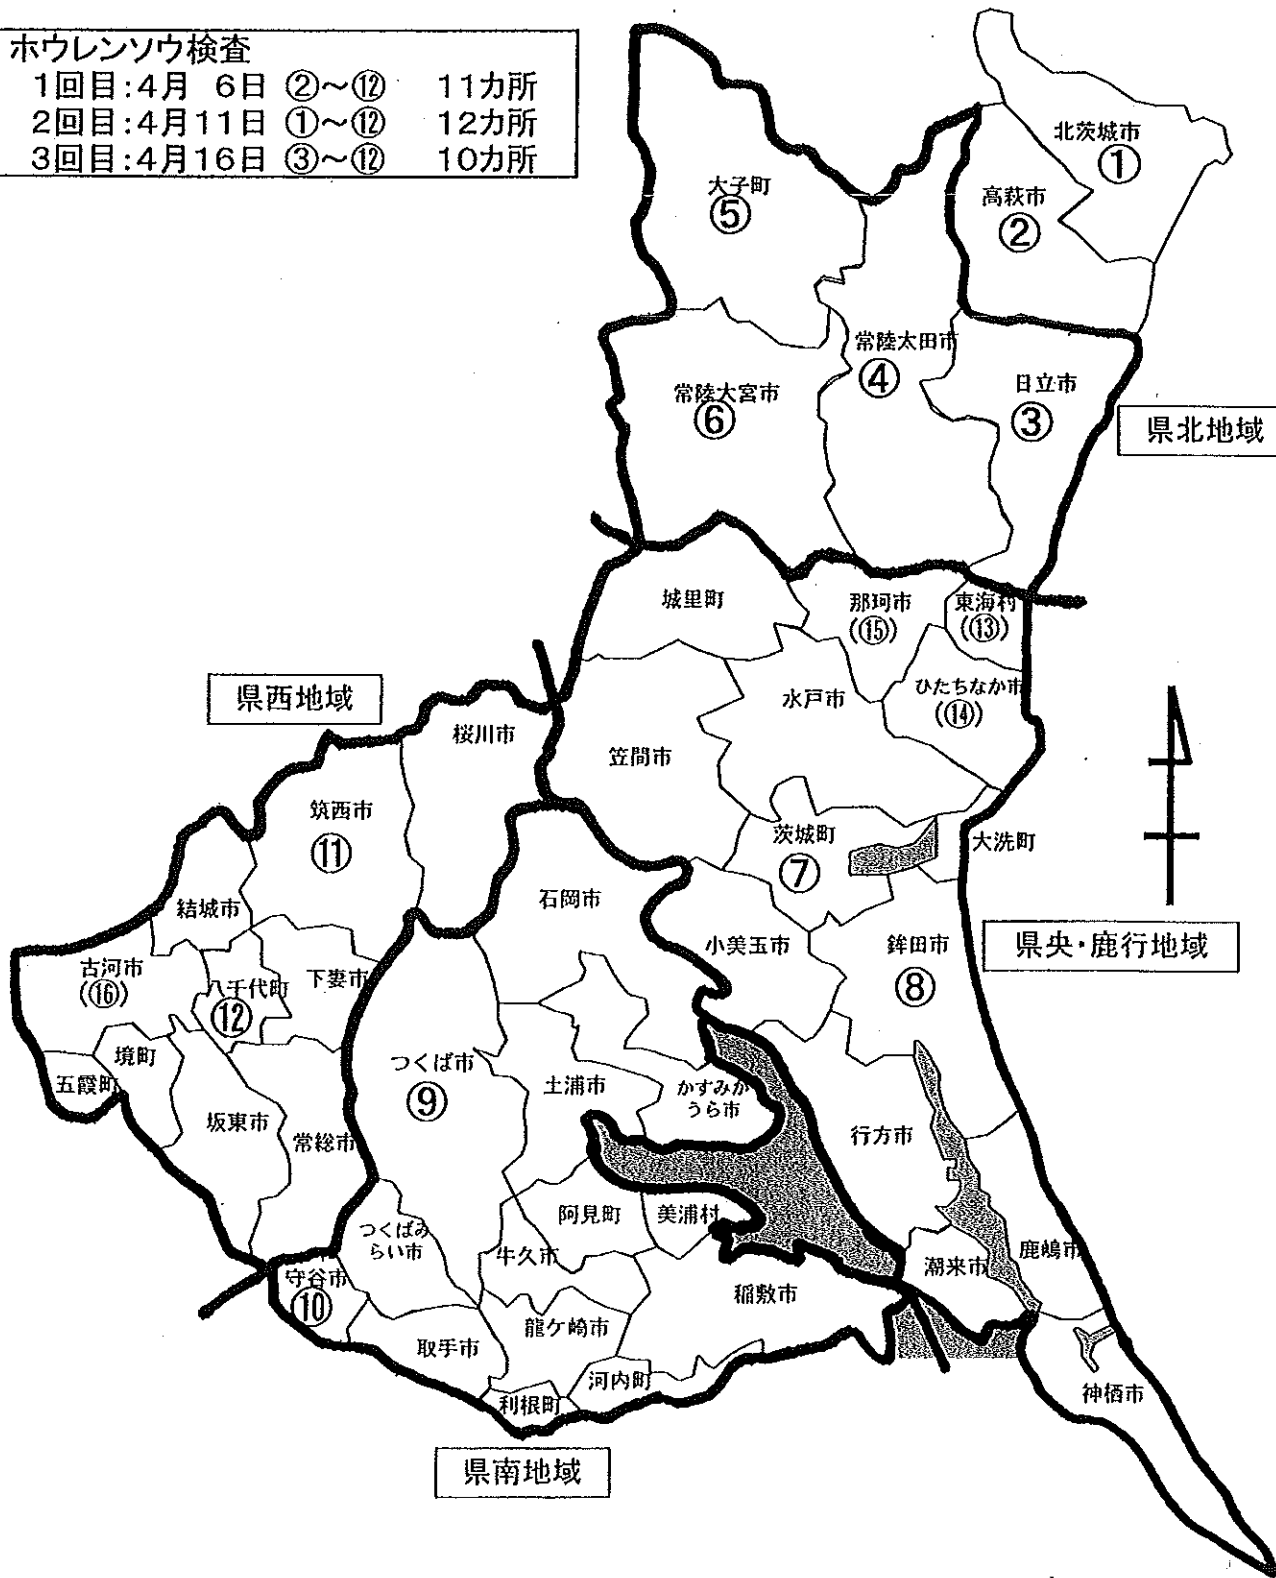 ホウレンソウ検査
1回目:4月 6日 ②～⑫ 11カ所
2回目:4月11日 ①～⑫ 12カ所
3回目:4月16日 ③～⑫ 10カ所
北茨城市
①
高萩市
②
大子町
⑤
常陸太田市
④
日立市
③
常陸大宮市
⑥
県北地域
城里町
那珂市
(⑮)
東海村
(⑬)
ひたちなか市
(⑭)
水戸市
笠間市
県西地域
桜川市
筑西市
⑪
茨城町
⑦
大洗町
結城市
石岡市
小美玉市
鉾田市
⑧
県央・鹿行地域
古河市
(⑯)
八千代町
⑫
下妻市
境町
五霞町
つくば市
⑨
土浦市
かすみが
うら市
坂東市
常総市
行方市
阿見町
美浦村
つくばみ
らい市
牛久市
守谷市
⑩
稲敷市
潮来市
鹿嶋市
龍ケ崎市
取手市
河内町
利根町
神栖市
県南地域